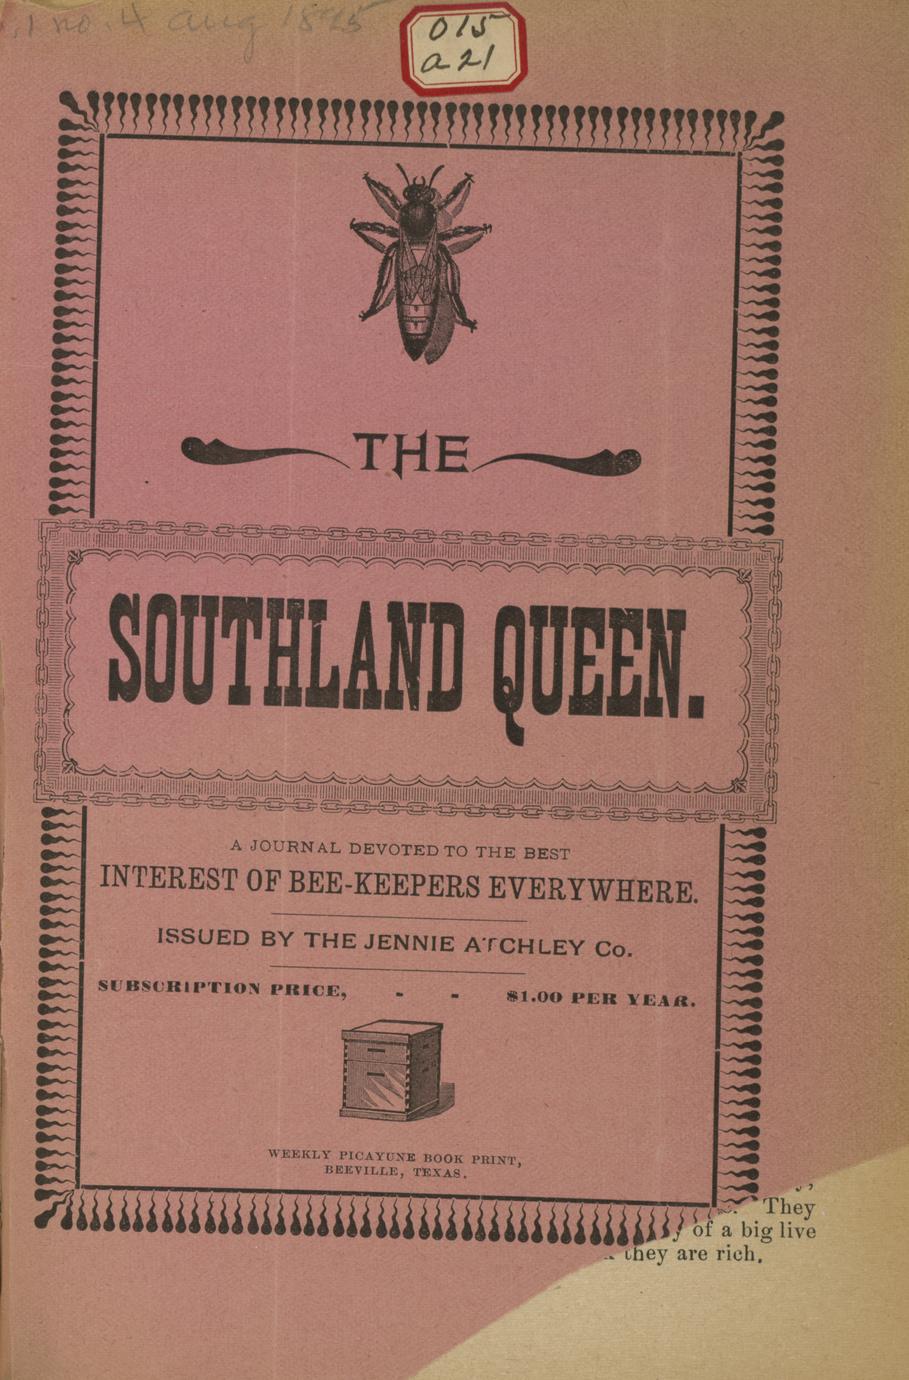 .1 no. 4 aug 1895
015
a21
THE
SOUTHLAND QUEEN.
A JOURNAL DEVOTED TO THE BEST
INTEREST OF BEE-KEEPERS EVERYWHERE.
ISSUED BY THE JENNIE ATCHLEY Co.
SUBSCRIPTION PRICE, - - $1.00 PER YEAR.
WEEKLY PICAYUNE BOOK PRINT,
BEEVILLE, TEXAS.
They
of a big live
they are rich.